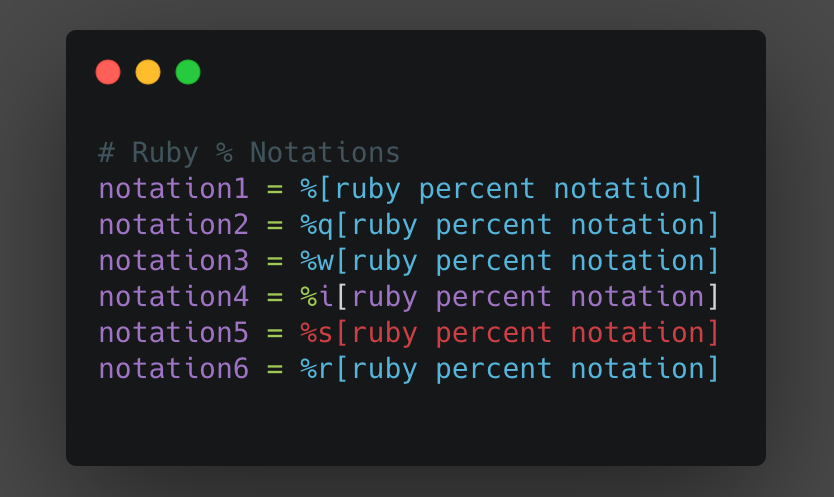 # Ruby % Notations
notation1 = %[ruby percent notation]
notation2 = %q[ruby percent notation]
notation3 = %w[ruby percent notation]
notation4 = %i[ruby percent notation]
notation5 = %s[ruby percent notation]
notation6 = %r[ruby percent notation]